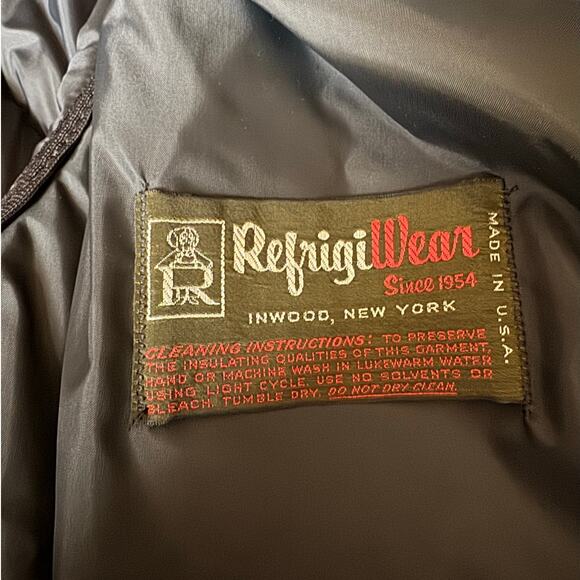 R
RefrigiWear
Since 1954
INWOOD, NEW YORK
MADE IN U.S.A.
CLEANING INSTRUCTIONS: TO PRESERVE
THE INSULATING QUALITIES OF THIS GARMENT,
HAND OR MACHINE WASH IN LUKEWARM WATER
USING LIGHT CYCLE. USE NO SOLVENTS OR
BLEACH. TUMBLE DRY. DO NOT DRY CLEAN.